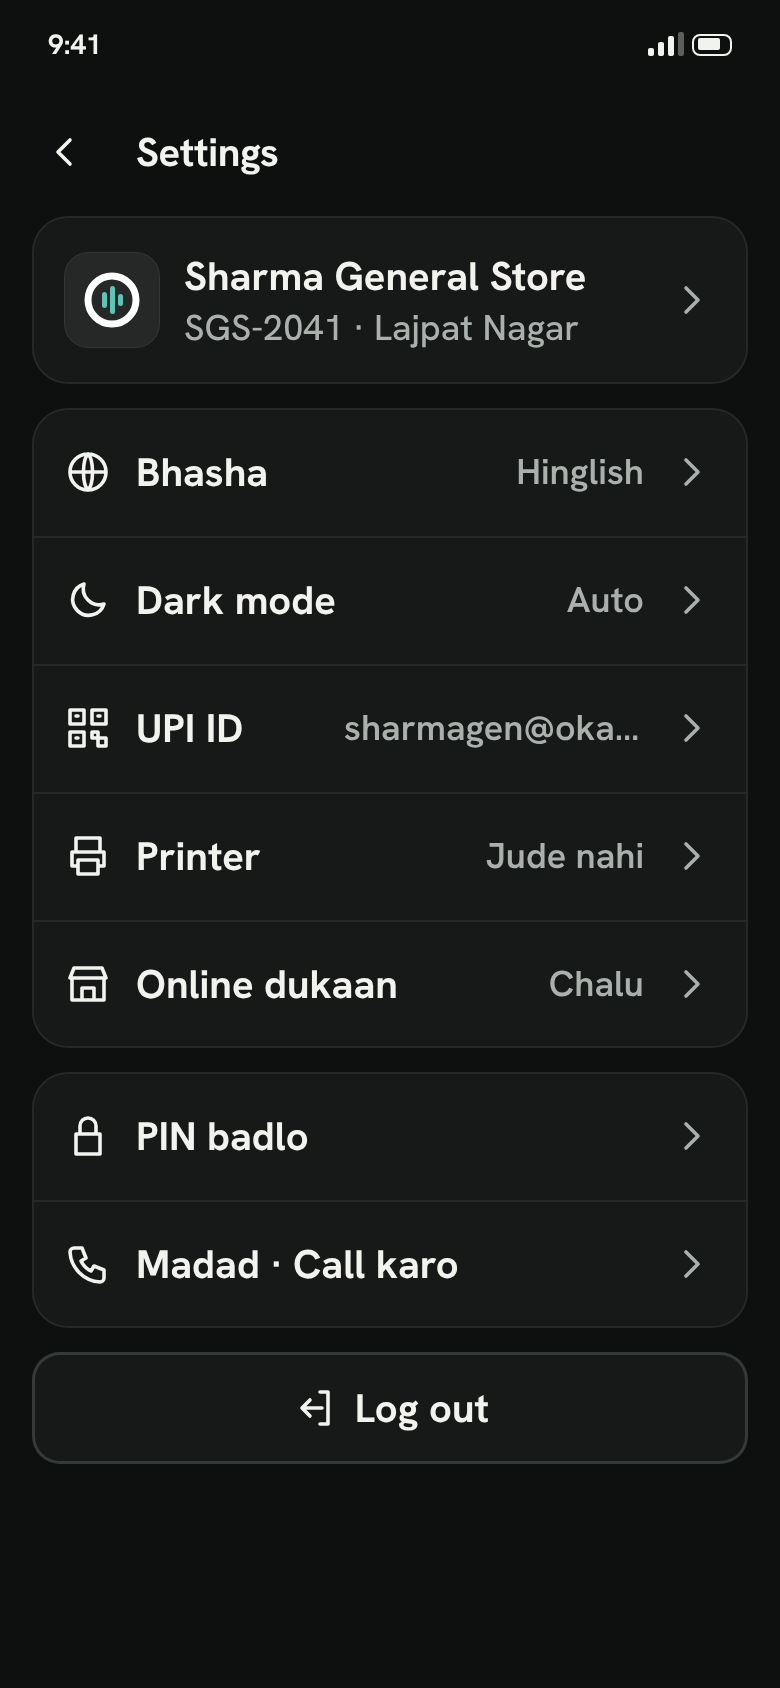 9:41
Settings
Sharma General Store
SGS-2041 · Lajpat Nagar
Bhasha Hinglish
Dark mode Auto
UPI ID sharmagen@oka...
Printer Jude nahi
Online dukaan Chalu
PIN badlo
Madad · Call karo
Log out